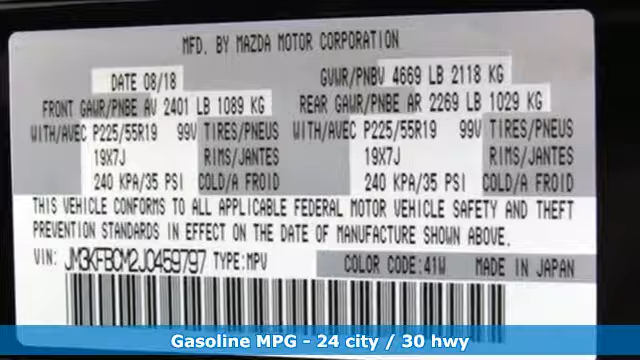 MFD. BY MAZDA MOTOR CORPORATION
DATE 08/18 GVWR/PNBV 4669 LB 2118 KG
FRONT GAWR/PNBE AV 2401 LB 1089 KG REAR GAWR/PNBE AR 2269 LB 1029 KG
WITH/AVEC P225/55R19 99V TIRES/PNEUS WITH/AVEC P225/55R19 99V TIRES/PNEUS
19X7J RIMS/JANTES 19X7J RIMS/JANTES
240 KPA/35 PSI COLD/A FROID 240 KPA/35 PSI COLD/A FROID
THIS VEHICLE CONFORMS TO ALL APPLICABLE FEDERAL MOTOR VEHICLE SAFETY AND THEFT
PREVENTION STANDARDS IN EFFECT ON THE DATE OF MANUFACTURE SHOWN ABOVE.
VIN: JM3KFBCM2J0459797 TYPE:MPV COLOR CODE:41W MADE IN JAPAN
Gasoline MPG - 24 city / 30 hwy